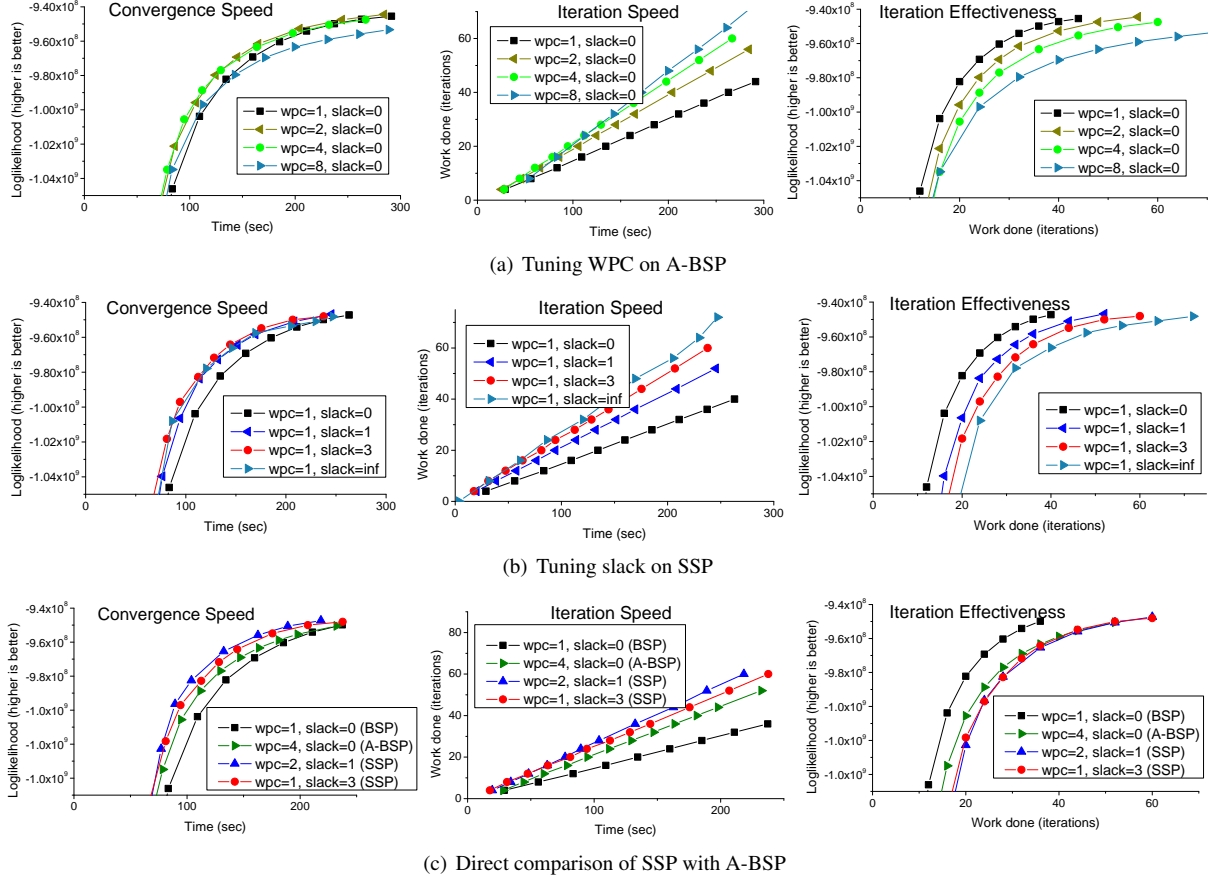 Convergence Speed
Loglikelihood (higher is better)
-9.40x10^8
-9.60x10^8
-9.80x10^8
-1.00x10^9
-1.02x10^9
-1.04x10^9
wpc=1, slack=0
wpc=2, slack=0
wpc=4, slack=0
wpc=8, slack=0
0 100 200 300
Time (sec)
Iteration Speed
Work done (iterations)
60
40
20
0
wpc=1, slack=0
wpc=2, slack=0
wpc=4, slack=0
wpc=8, slack=0
0 100 200 300
Time (sec)
Iteration Effectiveness
Loglikelihood (higher is better)
-9.40x10^8
-9.60x10^8
-9.80x10^8
-1.00x10^9
-1.02x10^9
-1.04x10^9
wpc=1, slack=0
wpc=2, slack=0
wpc=4, slack=0
wpc=8, slack=0
0 20 40 60
Work done (iterations)
(a) Tuning WPC on A-BSP
Convergence Speed
Loglikelihood (higher is better)
-9.40x10^8
-9.60x10^8
-9.80x10^8
-1.00x10^9
-1.02x10^9
-1.04x10^9
wpc=1, slack=0
wpc=1, slack=1
wpc=1, slack=3
wpc=1, slack=inf
0 100 200 300
Time (sec)
Iteration Speed
Work done (iterations)
60
40
20
0
wpc=1, slack=0
wpc=1, slack=1
wpc=1, slack=3
wpc=1, slack=inf
0 100 200 300
Time (sec)
Iteration Effectiveness
Loglikelihood (higher is better)
-9.40x10^8
-9.60x10^8
-9.80x10^8
-1.00x10^9
-1.02x10^9
-1.04x10^9
wpc=1, slack=0
wpc=1, slack=1
wpc=1, slack=3
wpc=1, slack=inf
0 20 40 60
Work done (iterations)
(b) Tuning slack on SSP
Convergence Speed
Loglikelihood (higher is better)
-9.4x10^8
-9.6x10^8
-9.8x10^8
-1.0x10^9
-1.0x10^9
-1.0x10^9
wpc=1, slack=0 (BSP)
wpc=4, slack=0 (A-BSP)
wpc=2, slack=1 (SSP)
wpc=1, slack=3 (SSP)
0 100 200
Time (sec)
Iteration Speed
Work done (iterations)
80
60
40
20
0
wpc=1, slack=0 (BSP)
wpc=4, slack=0 (A-BSP)
wpc=2, slack=1 (SSP)
wpc=1, slack=3 (SSP)
0 100 200
Time (sec)
Iteration Effectiveness
Loglikelihood (higher is better)
-9.4x10^8
-9.6x10^8
-9.8x10^8
-1.0x10^9
-1.0x10^9
-1.0x10^9
wpc=1, slack=0 (BSP)
wpc=4, slack=0 (A-BSP)
wpc=2, slack=1 (SSP)
wpc=1, slack=3 (SSP)
0 20 40 60
Work done (iterations)
(c) Direct comparison of SSP with A-BSP